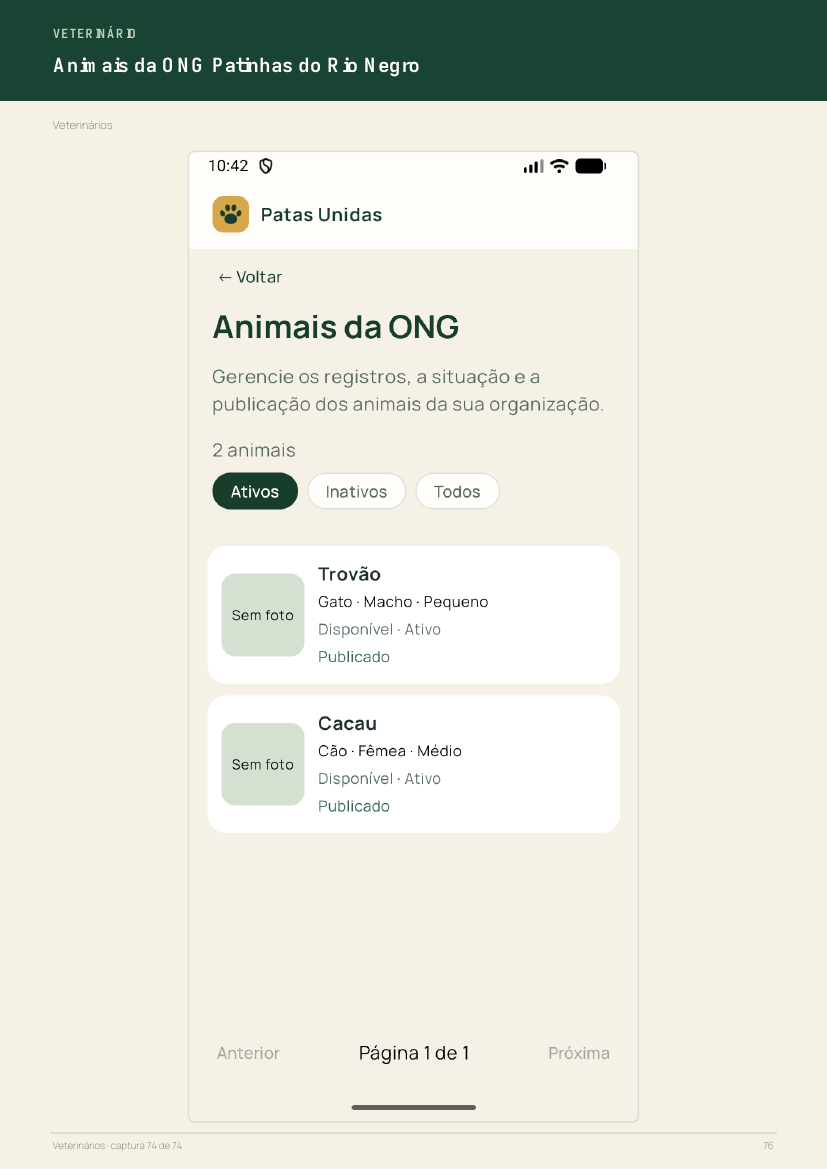 VETERINÁRIO
Animais da ONG Patinhas do Rio Negro
Veterinários
10:42
Patas Unidas
← Voltar
Animais da ONG
Gerencie os registros, a situação e a
publicação dos animais da sua organização.
2 animais
Ativos Inativos Todos
Sem foto
Trovão
Gato · Macho · Pequeno
Disponível · Ativo
Publicado
Sem foto
Cacau
Cão · Fêmea · Médio
Disponível · Ativo
Publicado
Anterior Página 1 de 1 Próxima
Veterinários · captura 74 de 74 76